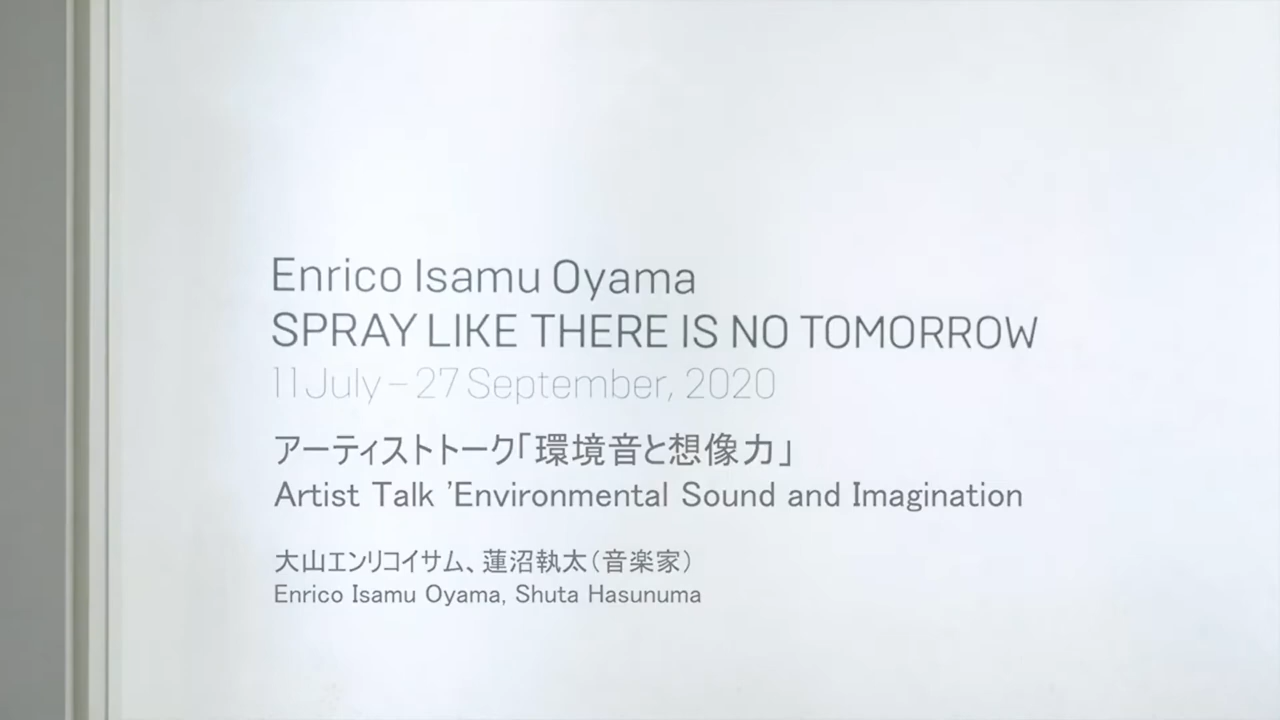 Enrico Isamu Oyama
SPRAY LIKE THERE IS NO TOMORROW
11 July – 27 September, 2020
アーティストトーク「環境音と想像力」
Artist Talk ’Environmental Sound and Imagination
大山エンリコイサム、蓮沼執太（音楽家）
Enrico Isamu Oyama, Shuta Hasunuma